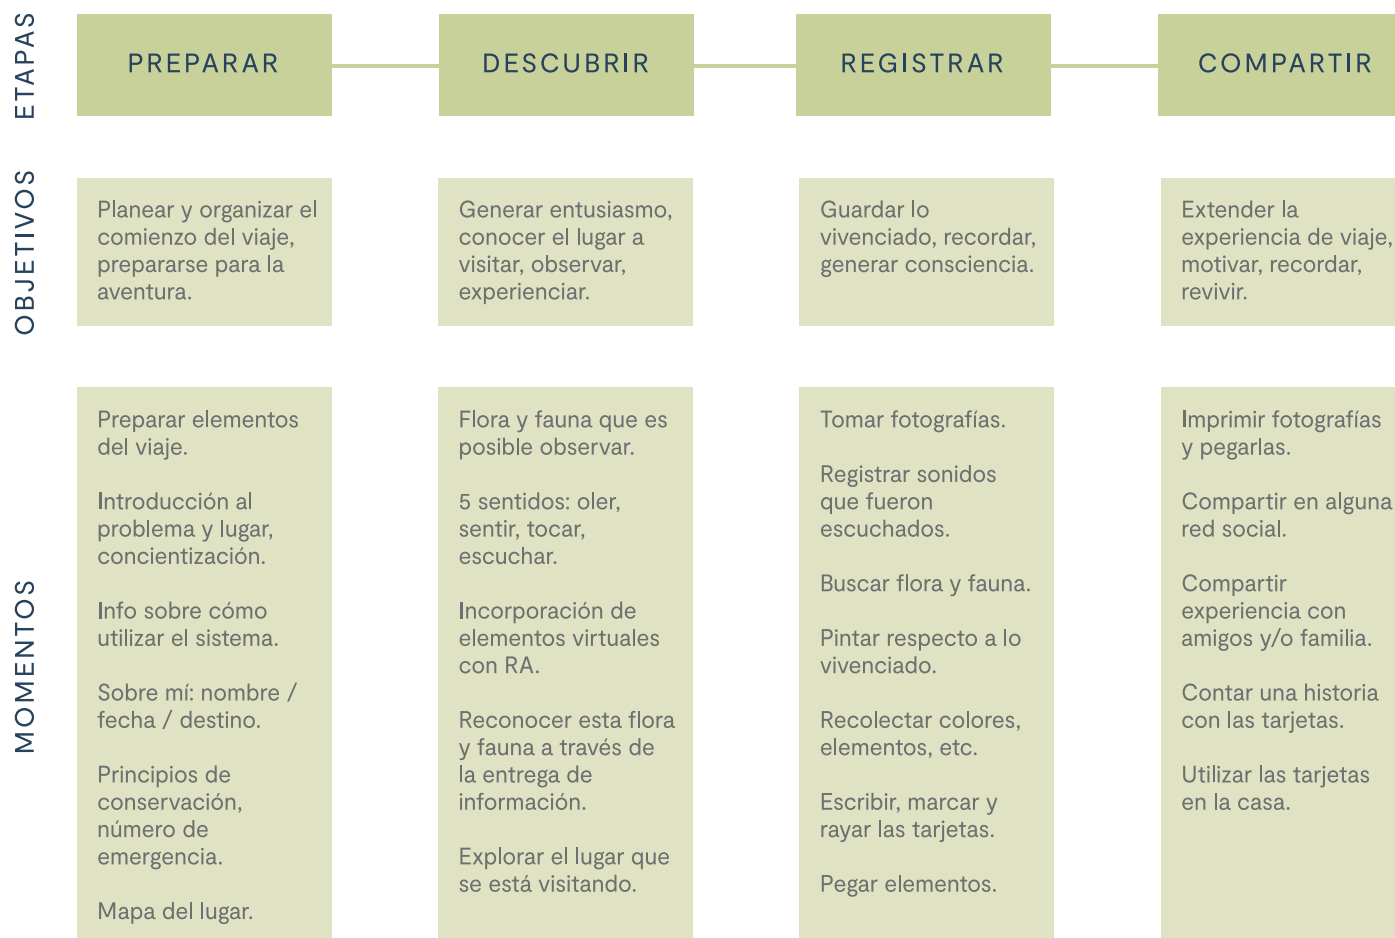 ETAPAS
PREPARAR
DESCUBRIR
REGISTRAR
COMPARTIR
OBJETIVOS
Planear y organizar el
comienzo del viaje,
prepararse para la
aventura.
Generar entusiasmo,
conocer el lugar a
visitar, observar,
experienciar.
Guardar lo
vivenciado, recordar,
generar consciencia.
Extender la
experiencia de viaje,
motivar, recordar,
revivir.
MOMENTOS
Preparar elementos
del viaje.
Introducción al
problema y lugar,
concientización.
Info sobre cómo
utilizar el sistema.
Sobre mí: nombre /
fecha / destino.
Principios de
conservación,
número de
emergencia.
Mapa del lugar.
Flora y fauna que es
posible observar.
5 sentidos: oler,
sentir, tocar,
escuchar.
Incorporación de
elementos virtuales
con RA.
Reconocer esta flora
y fauna a través de
la entrega de
información.
Explorar el lugar que
se está visitando.
Tomar fotografías.
Registrar sonidos
que fueron
escuchados.
Buscar flora y fauna.
Pintar respecto a lo
vivenciado.
Recolectar colores,
elementos, etc.
Escribir, marcar y
rayar las tarjetas.
Pegar elementos.
Imprimir fotografías
y pegarlas.
Compartir en alguna
red social.
Compartir
experiencia con
amigos y/o familia.
Contar una historia
con las tarjetas.
Utilizar las tarjetas
en la casa.